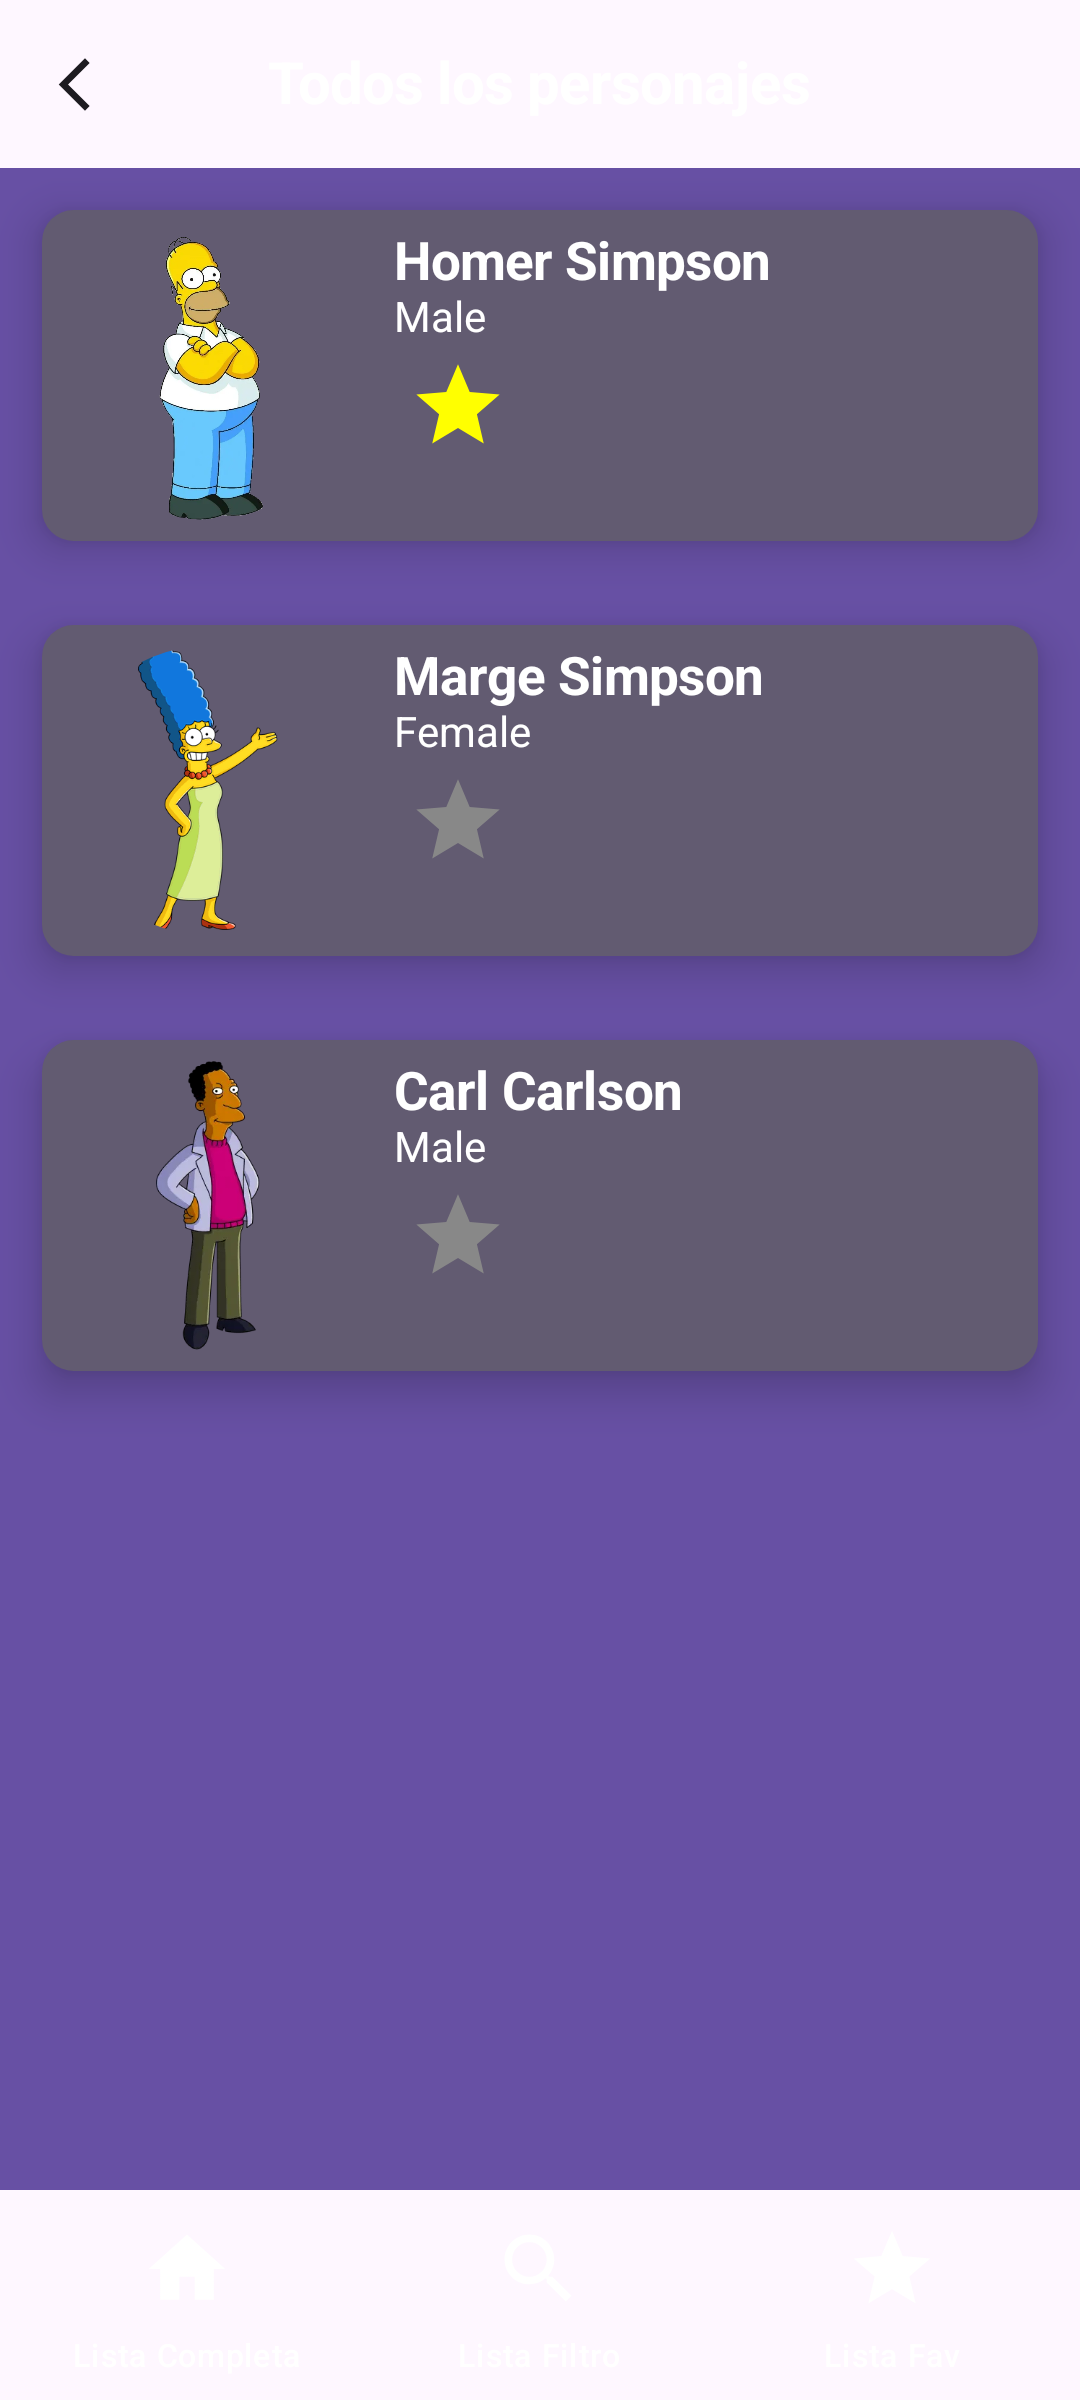 Todos los personajes
Homer Simpson
Male
Marge Simpson
Female
Carl Carlson
Male
Lista Completa
Lista Filtro
Lista Fav